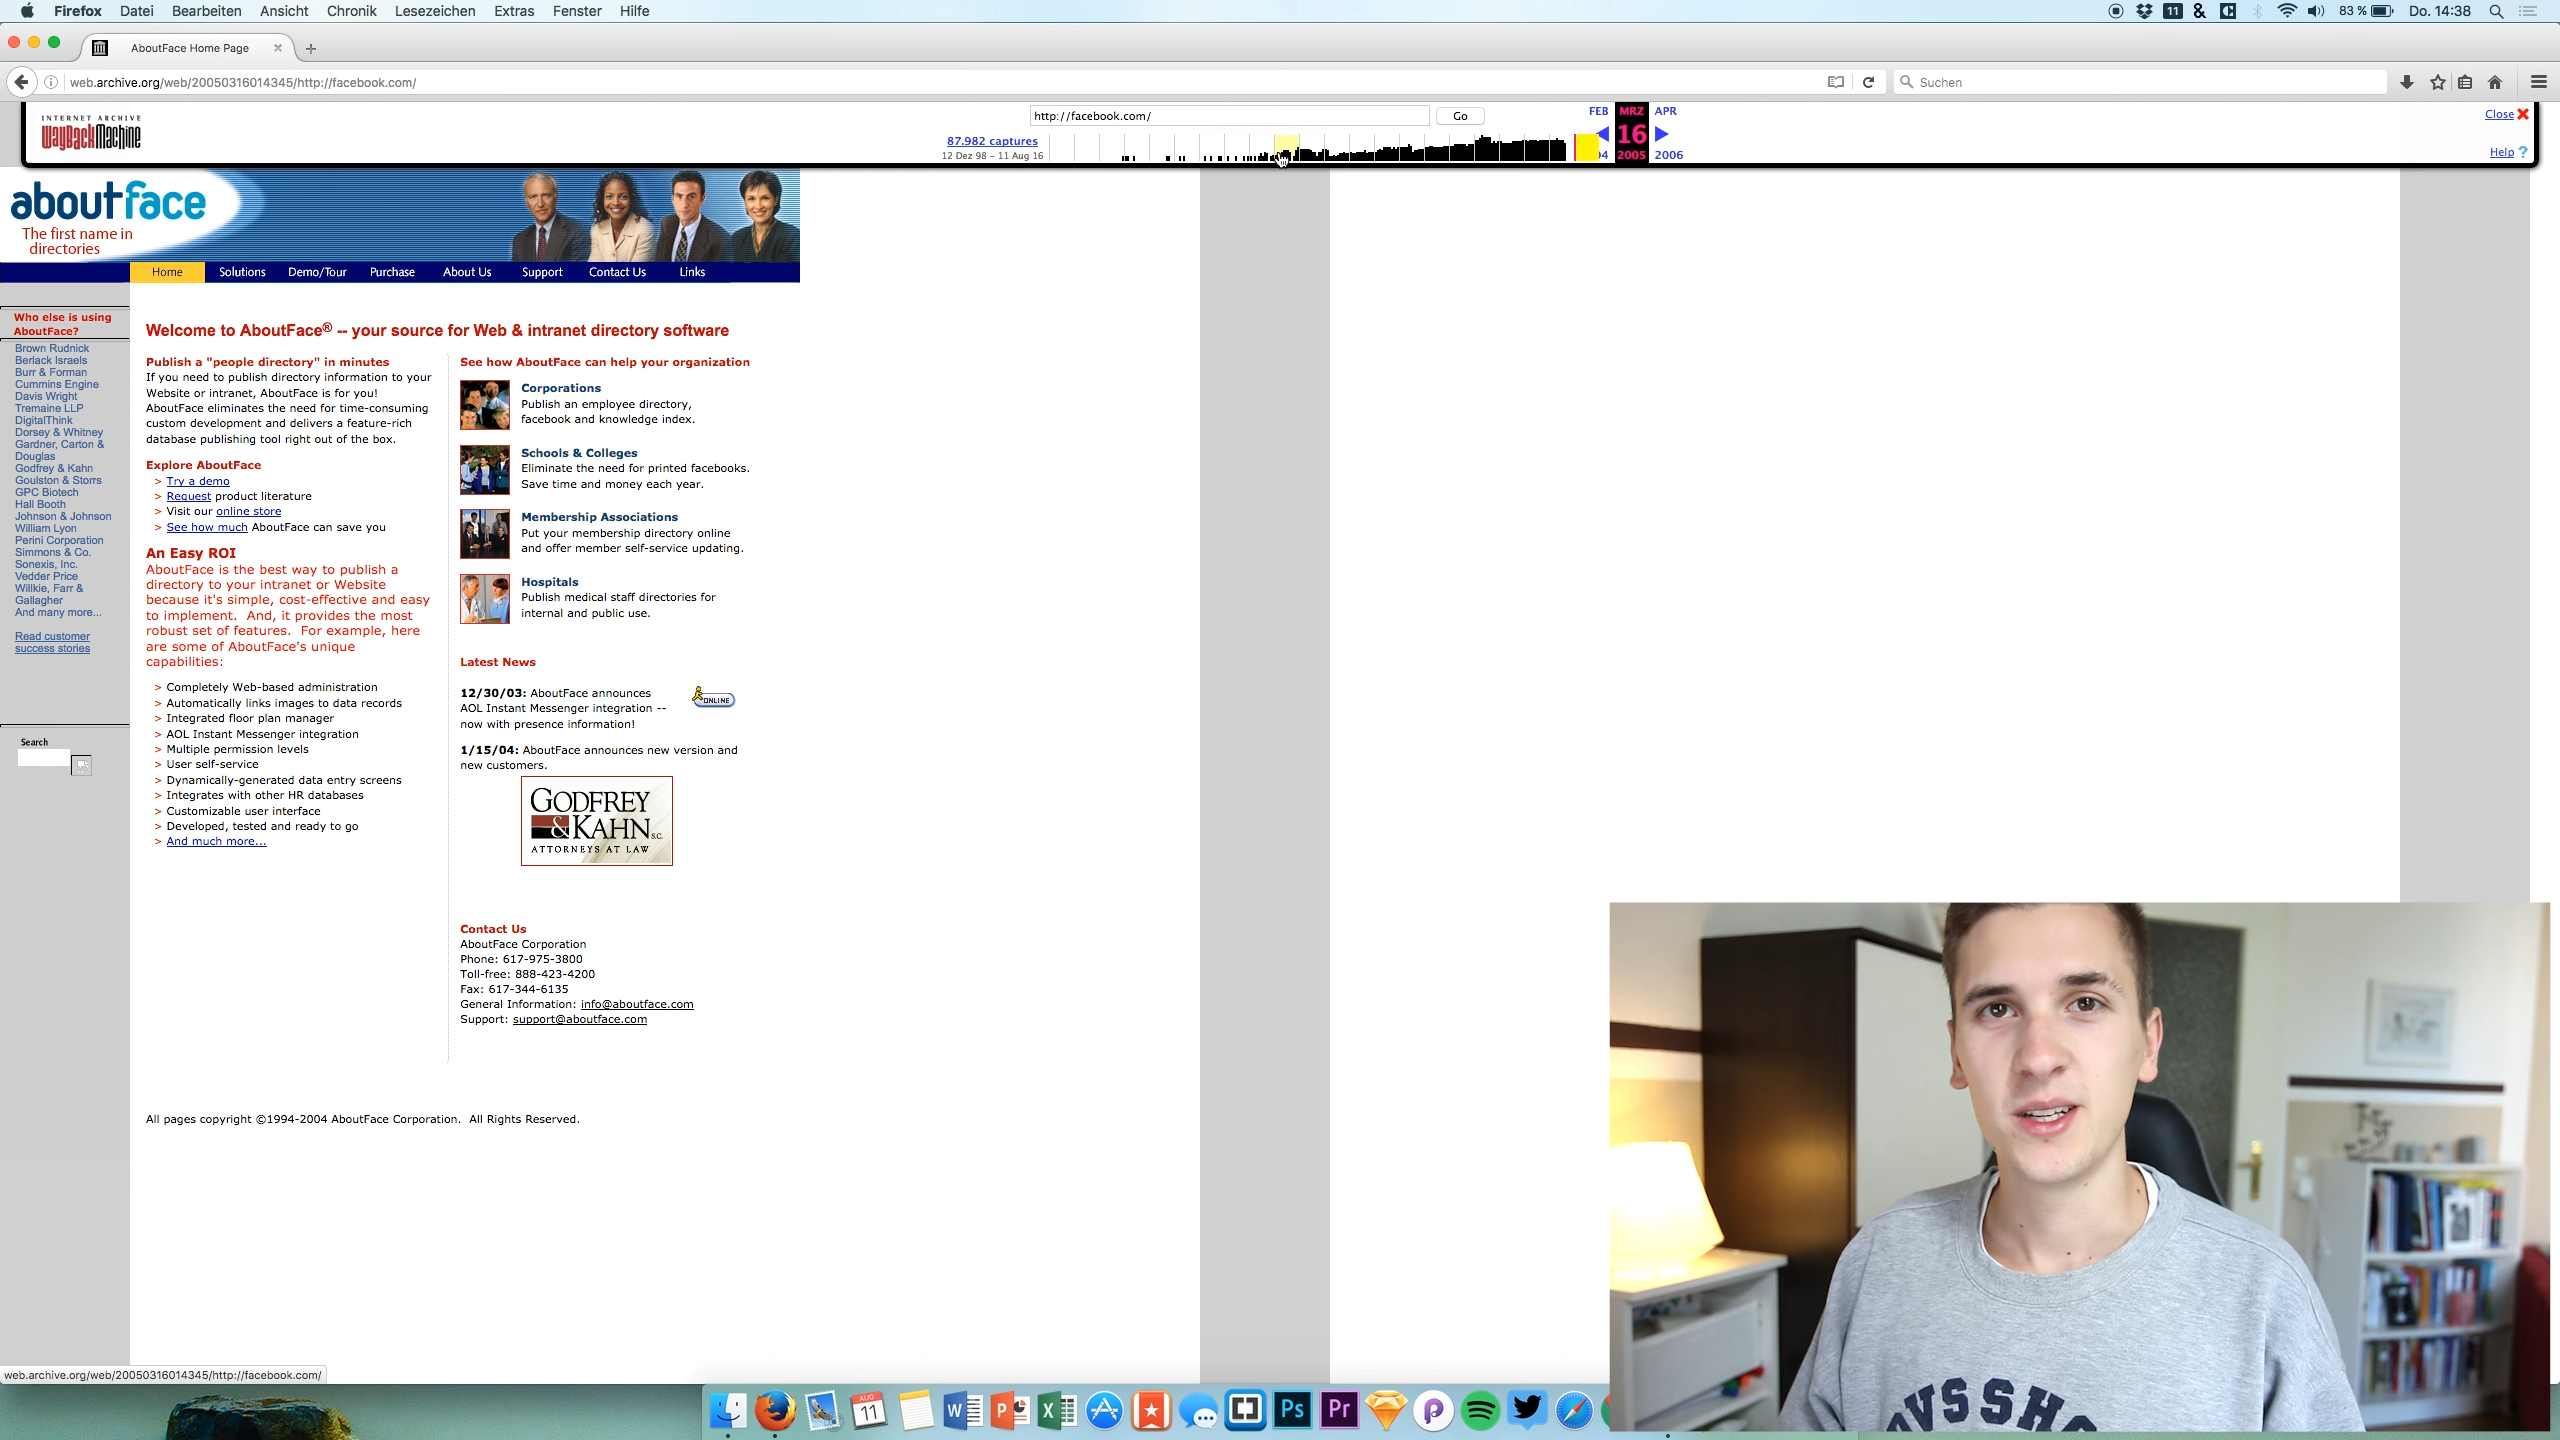 Firefox Datei Bearbeiten Ansicht Chronik Lesezeichen Extras Fenster Hilfe
11 83 % Do. 14:38
AboutFace Home Page
web.archive.org/web/20050316014345/http://facebook.com/
Suchen
INTERNET ARCHIVE
WayBackMachine
http://facebook.com/ Go
87.982 captures
12 Dez 98 – 11 Aug 16
FEB MRZ APR
16
2005 2006
Close
Help ?
aboutface
The first name in
directories
Home Solutions Demo/Tour Purchase About Us Support Contact Us Links
Who else is using
AboutFace?
Brown Rudnick
Berlack Israels
Burr & Forman
Cummins Engine
Davis Wright
Tremaine LLP
DigitalThink
Dorsey & Whitney
Gardner, Carton &
Douglas
Godfrey & Kahn
Goulston & Storrs
GPC Biotech
Hall Booth
Johnson & Johnson
William Lyon
Perini Corporation
Simmons & Co.
Sonexis, Inc.
Vedder Price
Willkie, Farr &
Gallagher
And many more...
Read customer
success stories
Search
Welcome to AboutFace® -- your source for Web & intranet directory software
Publish a "people directory" in minutes
If you need to publish directory information to your
Website or intranet, AboutFace is for you!
AboutFace eliminates the need for time-consuming
custom development and delivers a feature-rich
database publishing tool right out of the box.
Explore AboutFace
> Try a demo
> Request product literature
> Visit our online store
> See how much AboutFace can save you
An Easy ROI
AboutFace is the best way to publish a
directory to your intranet or Website
because it's simple, cost-effective and easy
to implement. And, it provides the most
robust set of features. For example, here
are some of AboutFace's unique
capabilities:
> Completely Web-based administration
> Automatically links images to data records
> Integrated floor plan manager
> AOL Instant Messenger integration
> Multiple permission levels
> User self-service
> Dynamically-generated data entry screens
> Integrates with other HR databases
> Customizable user interface
> Developed, tested and ready to go
> And much more...
See how AboutFace can help your organization
Corporations
Publish an employee directory,
facebook and knowledge index.
Schools & Colleges
Eliminate the need for printed facebooks.
Save time and money each year.
Membership Associations
Put your membership directory online
and offer member self-service updating.
Hospitals
Publish medical staff directories for
internal and public use.
Latest News
12/30/03: AboutFace announces
AOL Instant Messenger integration --
now with presence information!
ONLINE
1/15/04: AboutFace announces new version and
new customers.
GODFREY
& KAHN S.C.
ATTORNEYS AT LAW
Contact Us
AboutFace Corporation
Phone: 617-975-3800
Toll-free: 888-423-4200
Fax: 617-344-6135
General Information: info@aboutface.com
Support: support@aboutface.com
All pages copyright ©1994-2004 AboutFace Corporation. All Rights Reserved.
web.archive.org/web/20050316014345/http://facebook.com/
AUG
11
Ps
Pr